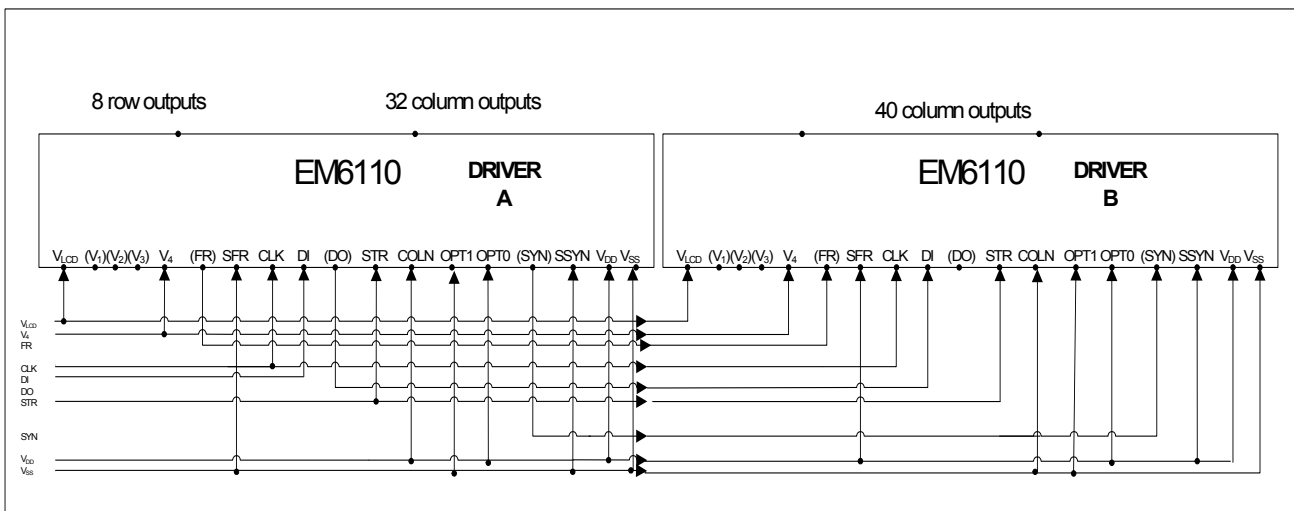 8 row outputs 32 column outputs 40 column outputs
EM6110 DRIVER A EM6110 DRIVER B
VLCD (V1)(V2)(V3) V4 (FR) SFR CLK DI (DO) STR COLN OPT1 OPT0 (SYN) SSYN VDD VSS VLCD (V1)(V2)(V3) V4 (FR) SFR CLK DI (DO) STR COLN OPT1 OPT0 (SYN) SSYN VDD VSS
VLCD
V4
FR
CLK
DI
DO
STR
SYN
VDD
VSS